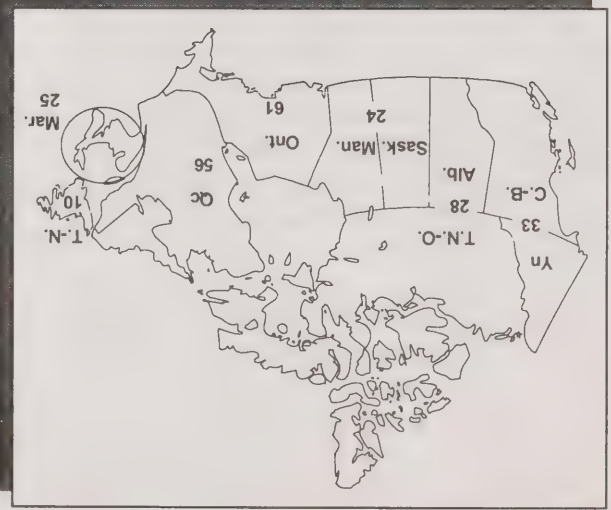 Yn
33
C.-B.
T.N.-O.
28
Alb.
Sask. Man.
24
Ont.
61
Qc
56
T.-N.
10
Mar.
25